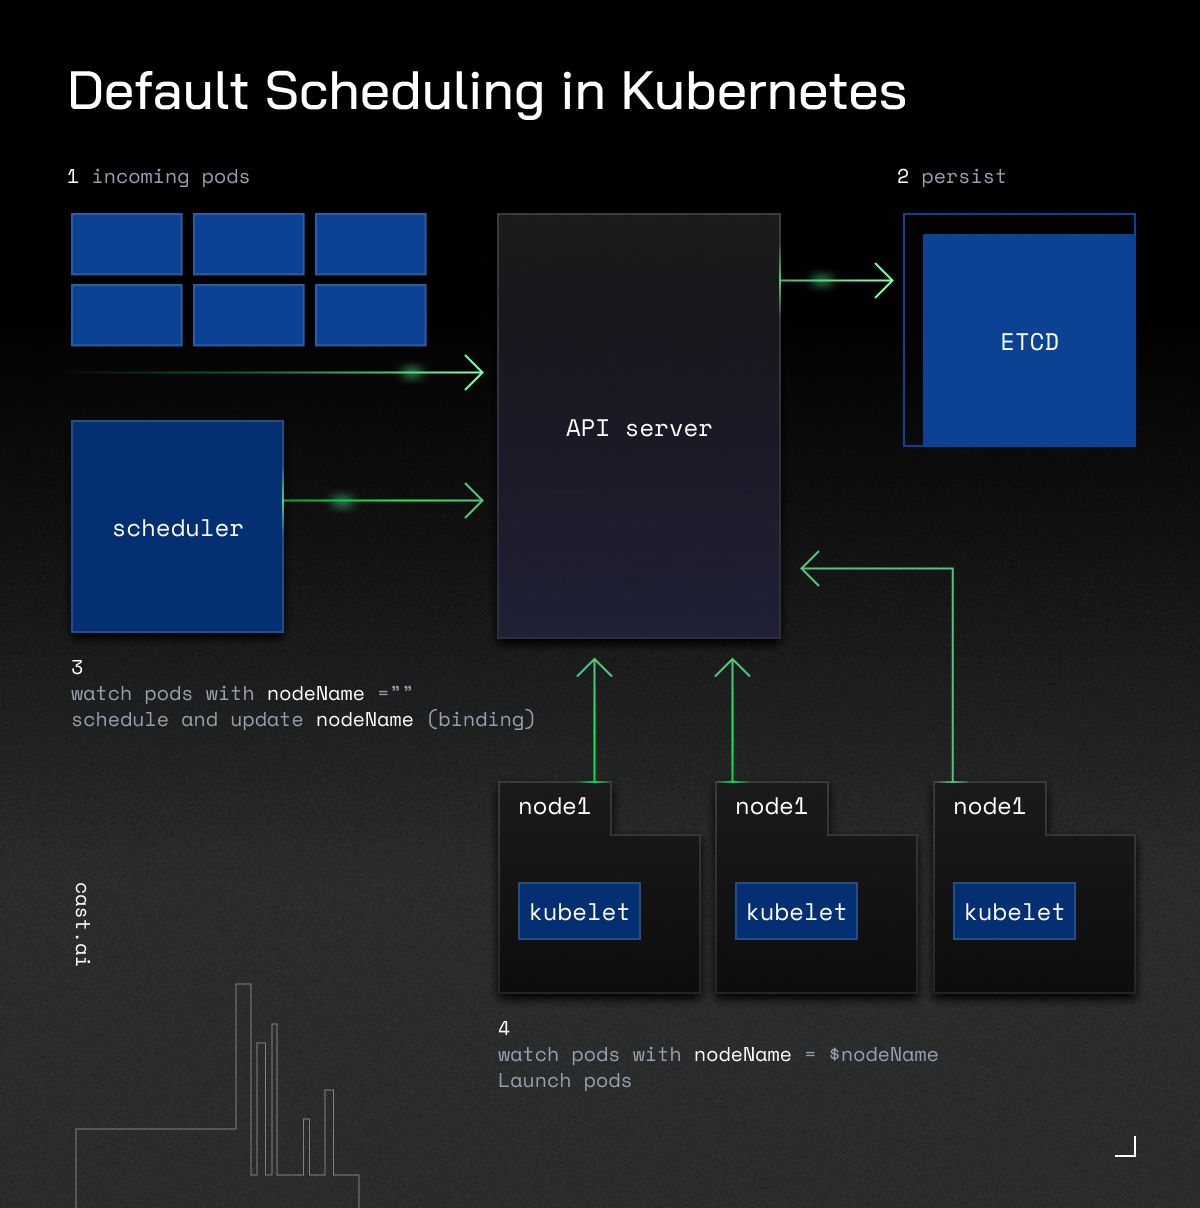 Default Scheduling in Kubernetes
1 incoming pods
2 persist
ETCD
API server
scheduler
3
watch pods with nodeName =””
schedule and update nodeName (binding)
node1
node1
node1
kubelet
kubelet
kubelet
4
watch pods with nodeName = $nodeName
Launch pods
cast.ai